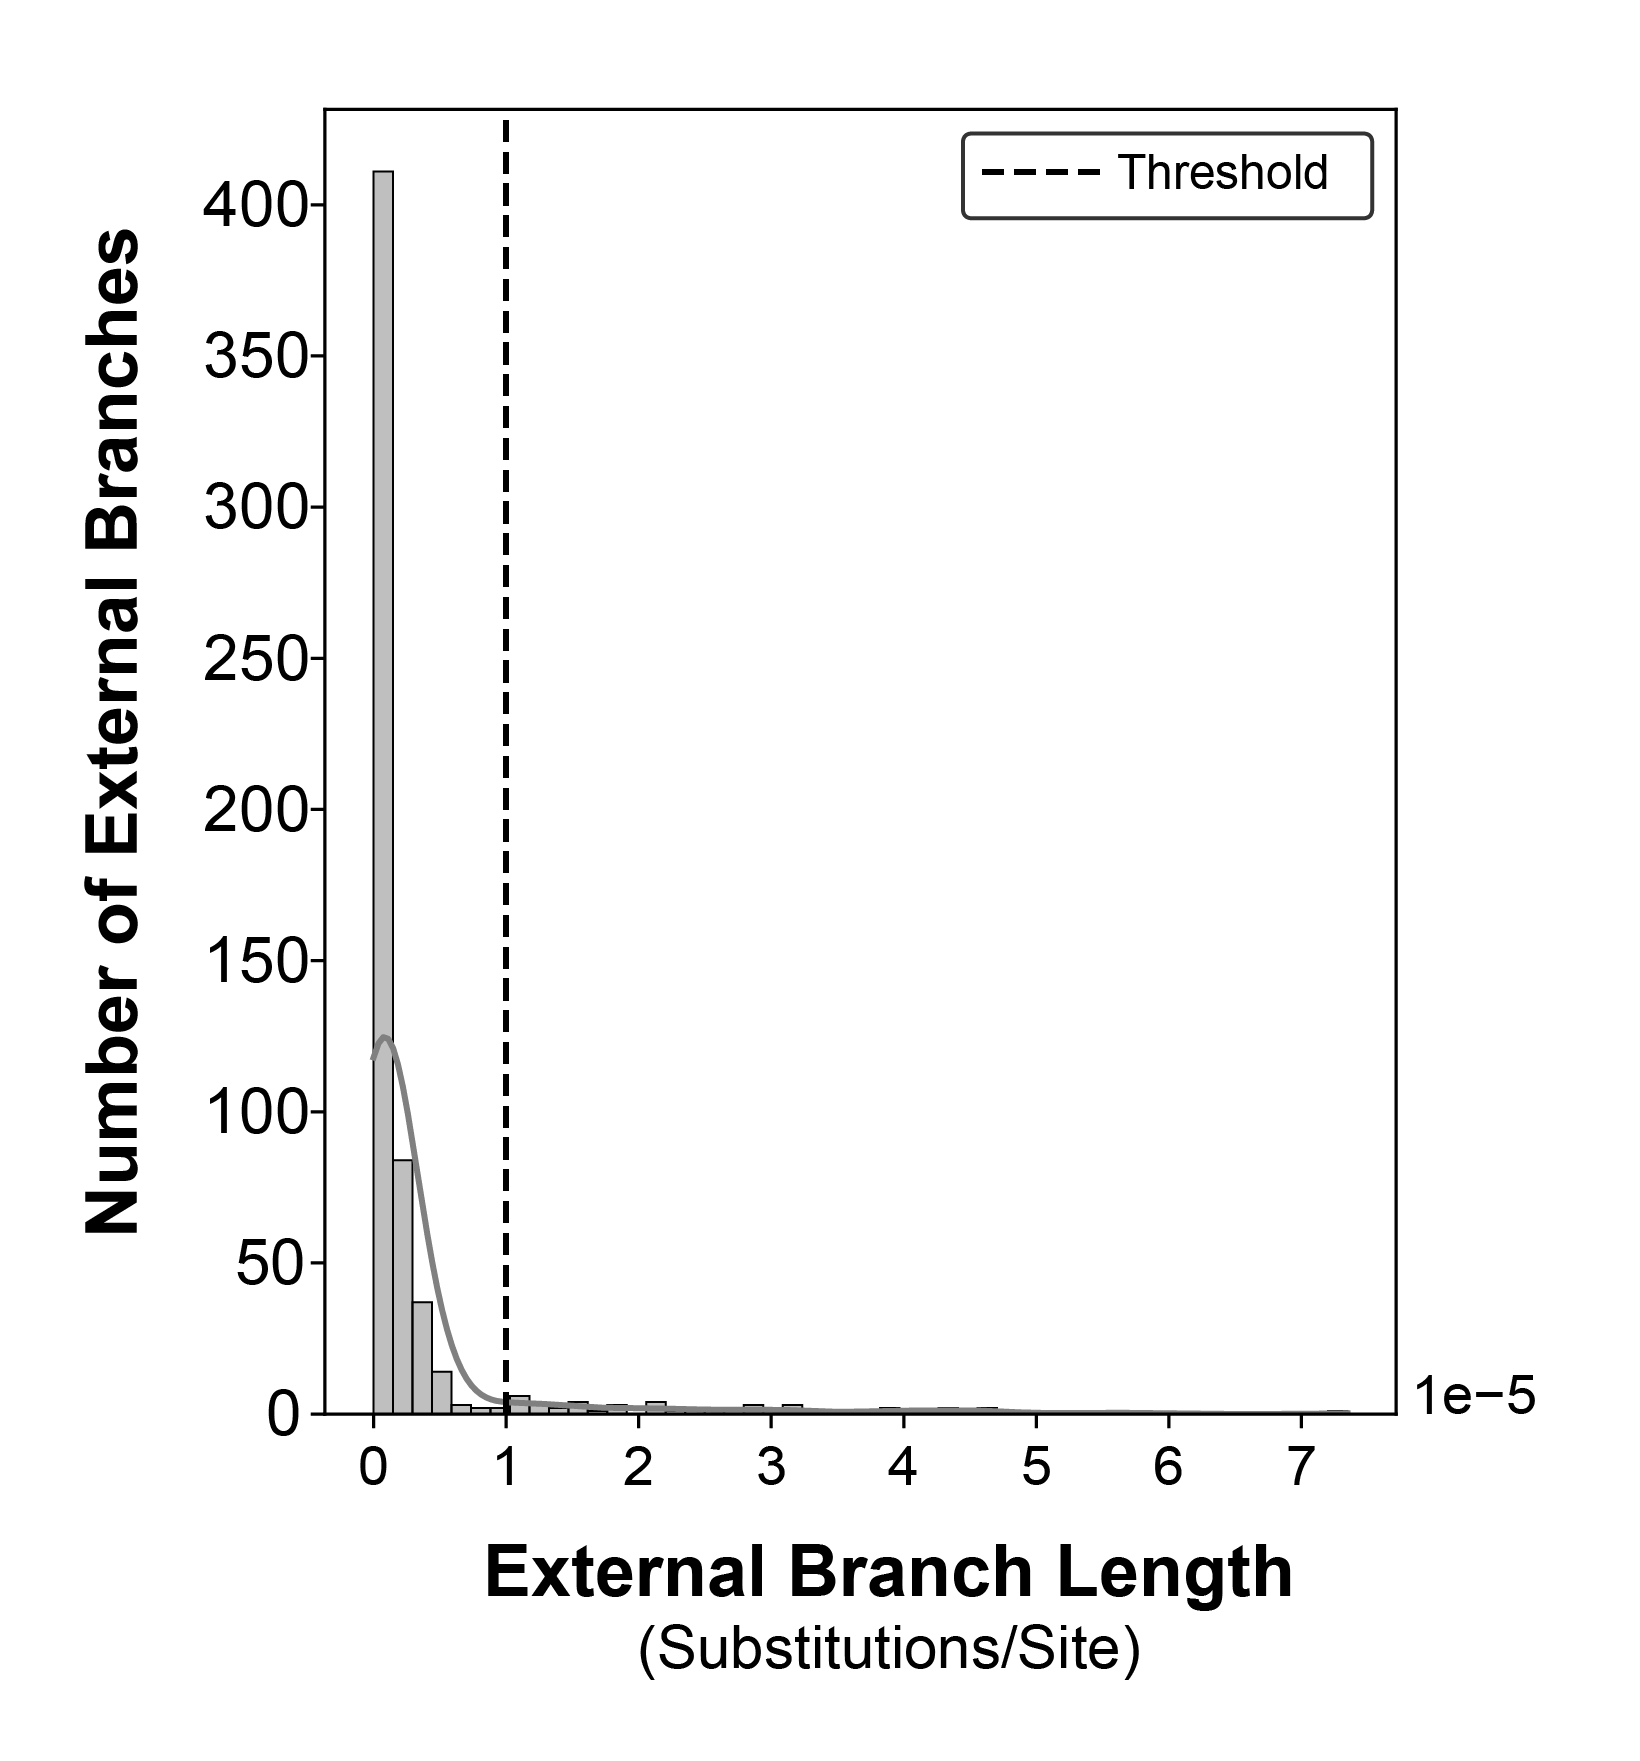 Threshold
Number of External Branches
400
350
300
250
200
150
100
50
0
0 1 2 3 4 5 6 7
1e−5
External Branch Length
(Substitutions/Site)